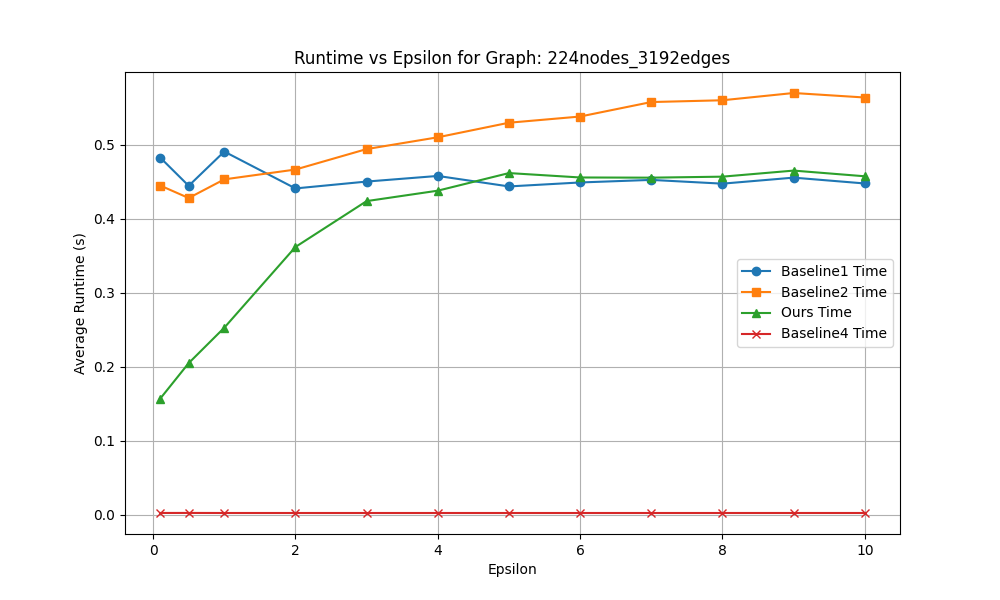 Runtime vs Epsilon for Graph: 224nodes_3192edges
Average Runtime (s)
0.5
0.4
0.3
0.2
0.1
0.0
Baseline1 Time
Baseline2 Time
Ours Time
Baseline4 Time
0 2 4 6 8 10
Epsilon